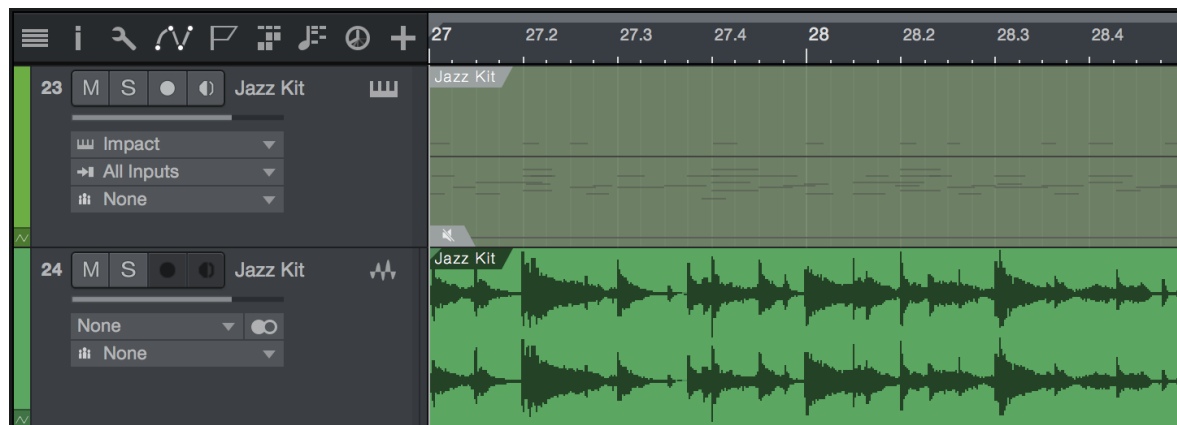 27 27.2 27.3 27.4 28 28.2 28.3 28.4
23 M S Jazz Kit
Impact
All Inputs
None
Jazz Kit
24 M S Jazz Kit
None
None
Jazz Kit